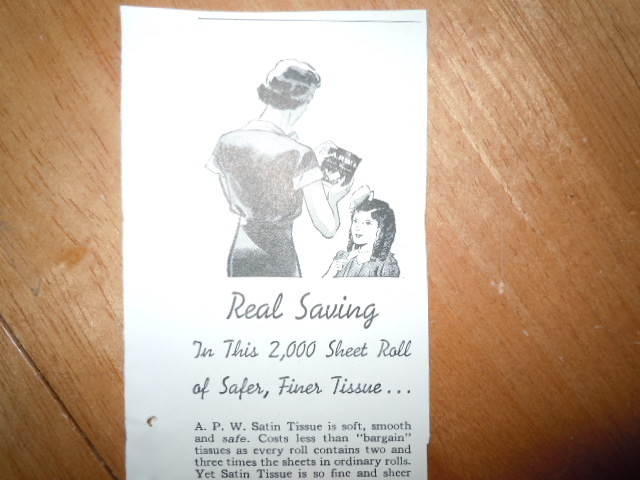 Real Saving
In This 2,000 Sheet Roll
of Safer, Finer Tissue...
A. P. W. Satin Tissue is soft, smooth
and safe. Costs less than "bargain"
tissues as every roll contains two and
three times the sheets in ordinary rolls.
Yet Satin Tissue is so fine and sheer